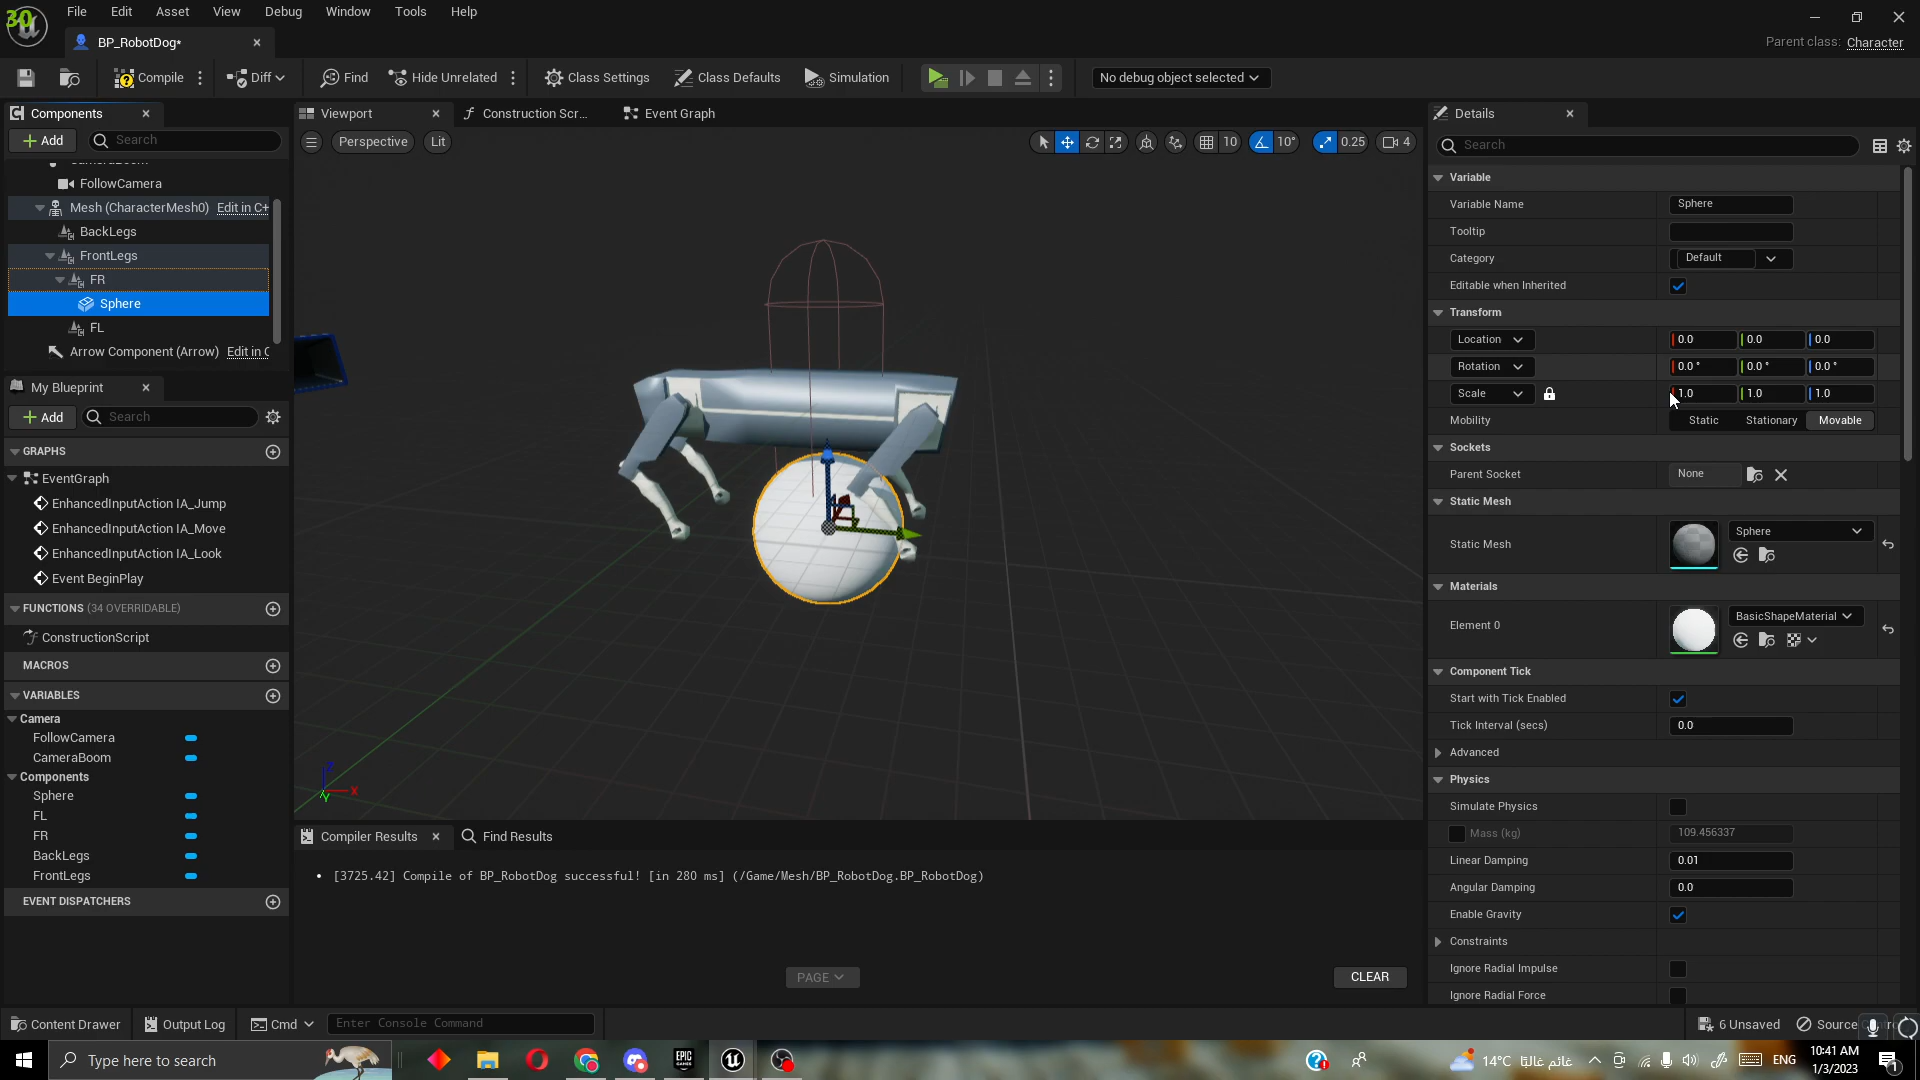 30
File Edit Asset View Debug Window Tools Help
BP_RobotDog*
Parent class: Character
Compile Diff Find Hide Unrelated Class Settings Class Defaults Simulation No debug object selected
Components
Add Search
FollowCamera
Mesh (CharacterMesh0) Edit in C+
BackLegs
FrontLegs
FR
Sphere
FL
Arrow Component (Arrow) Edit in C
My Blueprint
Add Search
GRAPHS
EventGraph
EnhancedInputAction IA_Jump
EnhancedInputAction IA_Move
EnhancedInputAction IA_Look
Event BeginPlay
FUNCTIONS (34 OVERRIDABLE)
ConstructionScript
MACROS
VARIABLES
Camera
FollowCamera
CameraBoom
Components
Sphere
FL
FR
BackLegs
FrontLegs
EVENT DISPATCHERS
Viewport Construction Scr... Event Graph
Perspective Lit 10 10° 0.25 4
Z
X
Y
Compiler Results Find Results
• [3725.42] Compile of BP_RobotDog successful! [in 280 ms] (/Game/Mesh/BP_RobotDog.BP_RobotDog)
PAGE CLEAR
Details
Search
Variable
Variable Name Sphere
Tooltip
Category Default
Editable when Inherited
Transform
Location 0.0 0.0 0.0
Rotation 0.0 ° 0.0 ° 0.0 °
Scale 1.0 1.0 1.0
Mobility Static Stationary Movable
Sockets
Parent Socket None
Static Mesh
Static Mesh Sphere
Materials
Element 0 BasicShapeMaterial
Component Tick
Start with Tick Enabled
Tick Interval (secs) 0.0
Advanced
Physics
Simulate Physics
Mass (kg) 109.456337
Linear Damping 0.01
Angular Damping 0.0
Enable Gravity
Constraints
Ignore Radial Impulse
Ignore Radial Force
Content Drawer Output Log Cmd Enter Console Command 6 Unsaved Source
Type here to search EPIC GAMES 14°C غائم غالبًا ENG 10:41 AM
1/3/2023 1